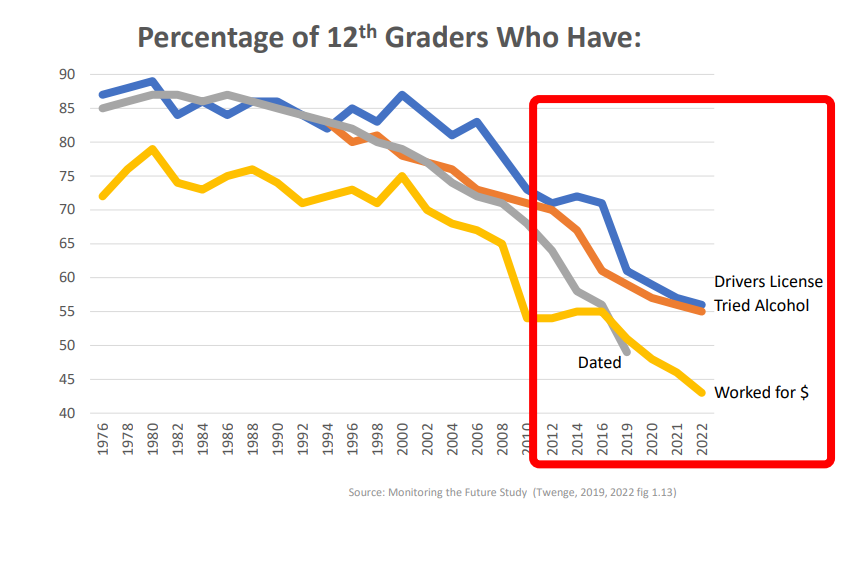 Percentage of 12th Graders Who Have:
90
85
80
75
70
65
60
55
50
45
40
Drivers License
Tried Alcohol
Dated
Worked for $
1976 1978 1980 1982 1984 1986 1988 1990 1992 1994 1996 1998 2000 2002 2004 2006 2008 2010 2012 2014 2016 2019 2020 2021 2022
Source: Monitoring the Future Study (Twenge, 2019, 2022 fig 1.13)